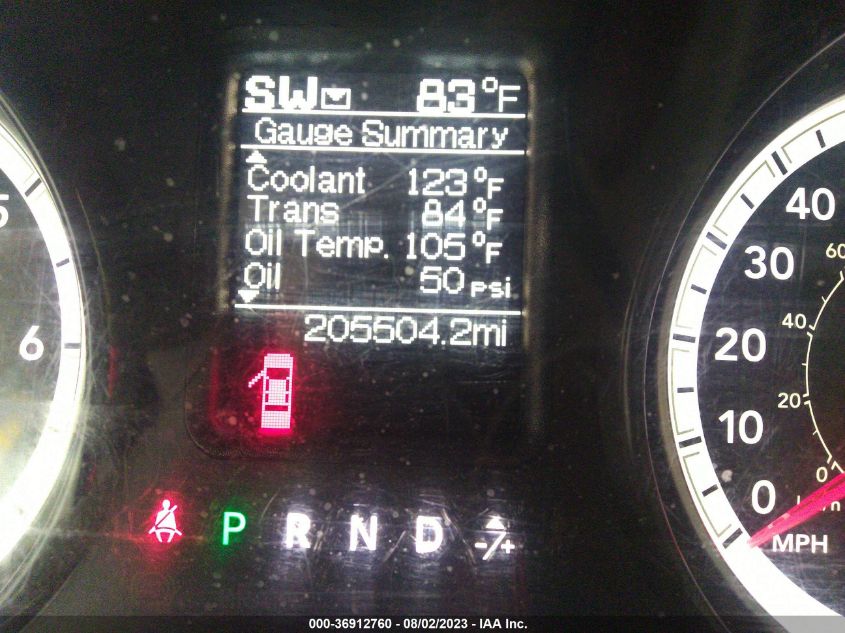 SW 83°F
Gauge Summary
Coolant 123°F
Trans 84°F
Oil Temp. 105°F
Oil 50 psi
205504.2mi
5
6
P R N D -/+
40
30
20
10
0
MPH
60
40
20
0
000-36912760 - 08/02/2023 - IAA Inc.